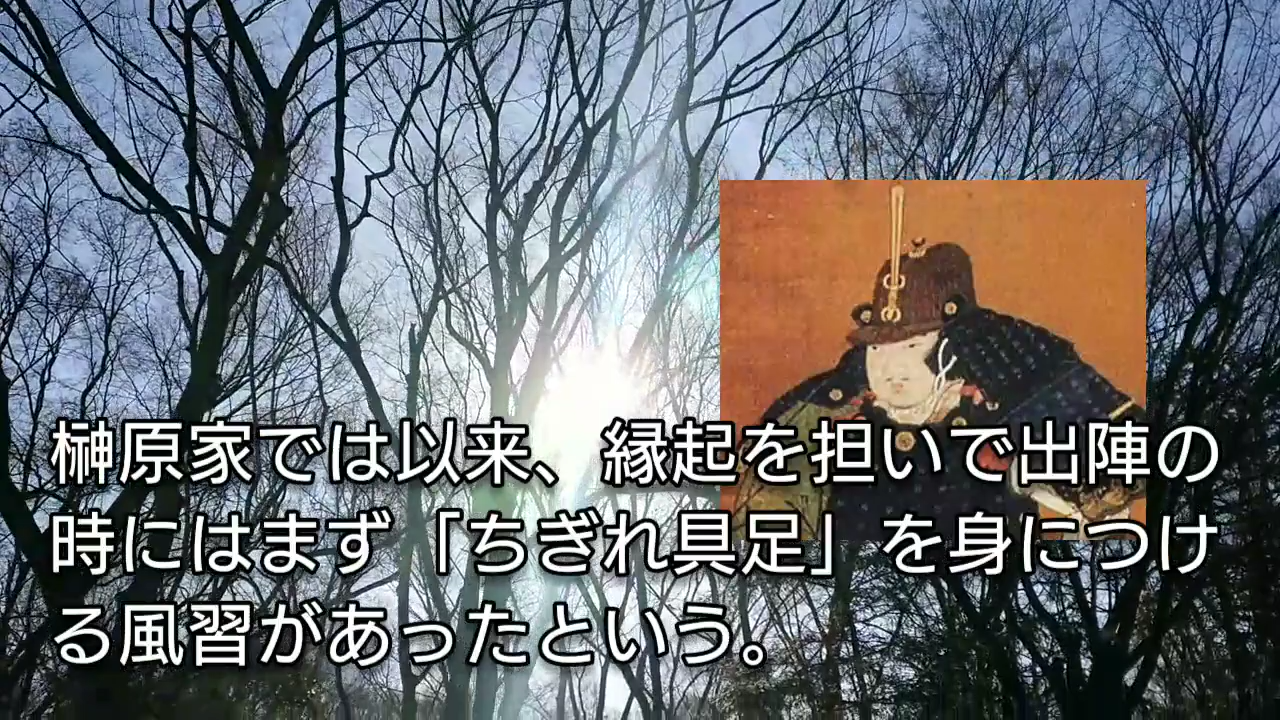 榊原家では以来、縁起を担いで出陣の
時にはまず「ちぎれ具足」を身につけ
る風習があったという。